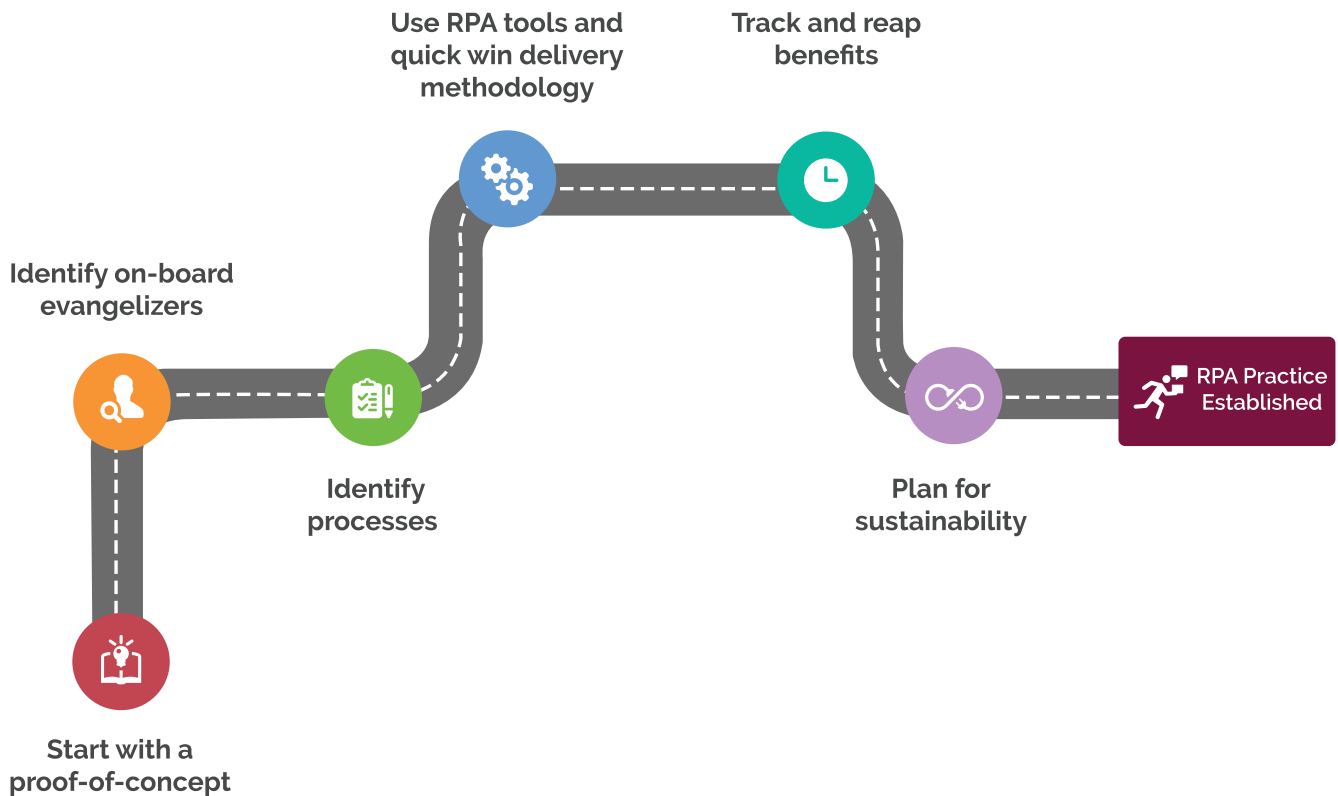 Use RPA tools and
quick win delivery
methodology
Track and reap
benefits
Identify on-board
evangelizers
Identify
processes
Plan for
sustainability
RPA Practice
Established
Start with a
proof-of-concept